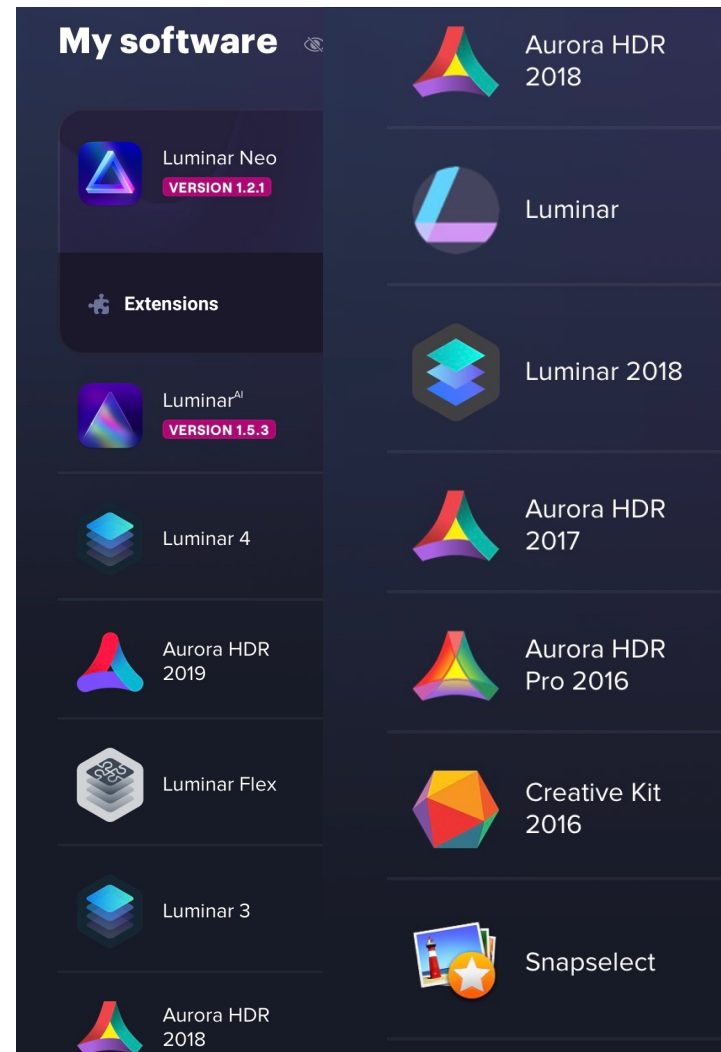 My software
Luminar Neo
VERSION 1.2.1
Extensions
Luminar AI
VERSION 1.5.3
Luminar 4
Aurora HDR
2019
Luminar Flex
Luminar 3
Aurora HDR
2018
Aurora HDR
2018
Luminar
Luminar 2018
Aurora HDR
2017
Aurora HDR
Pro 2016
Creative Kit
2016
Snapselect